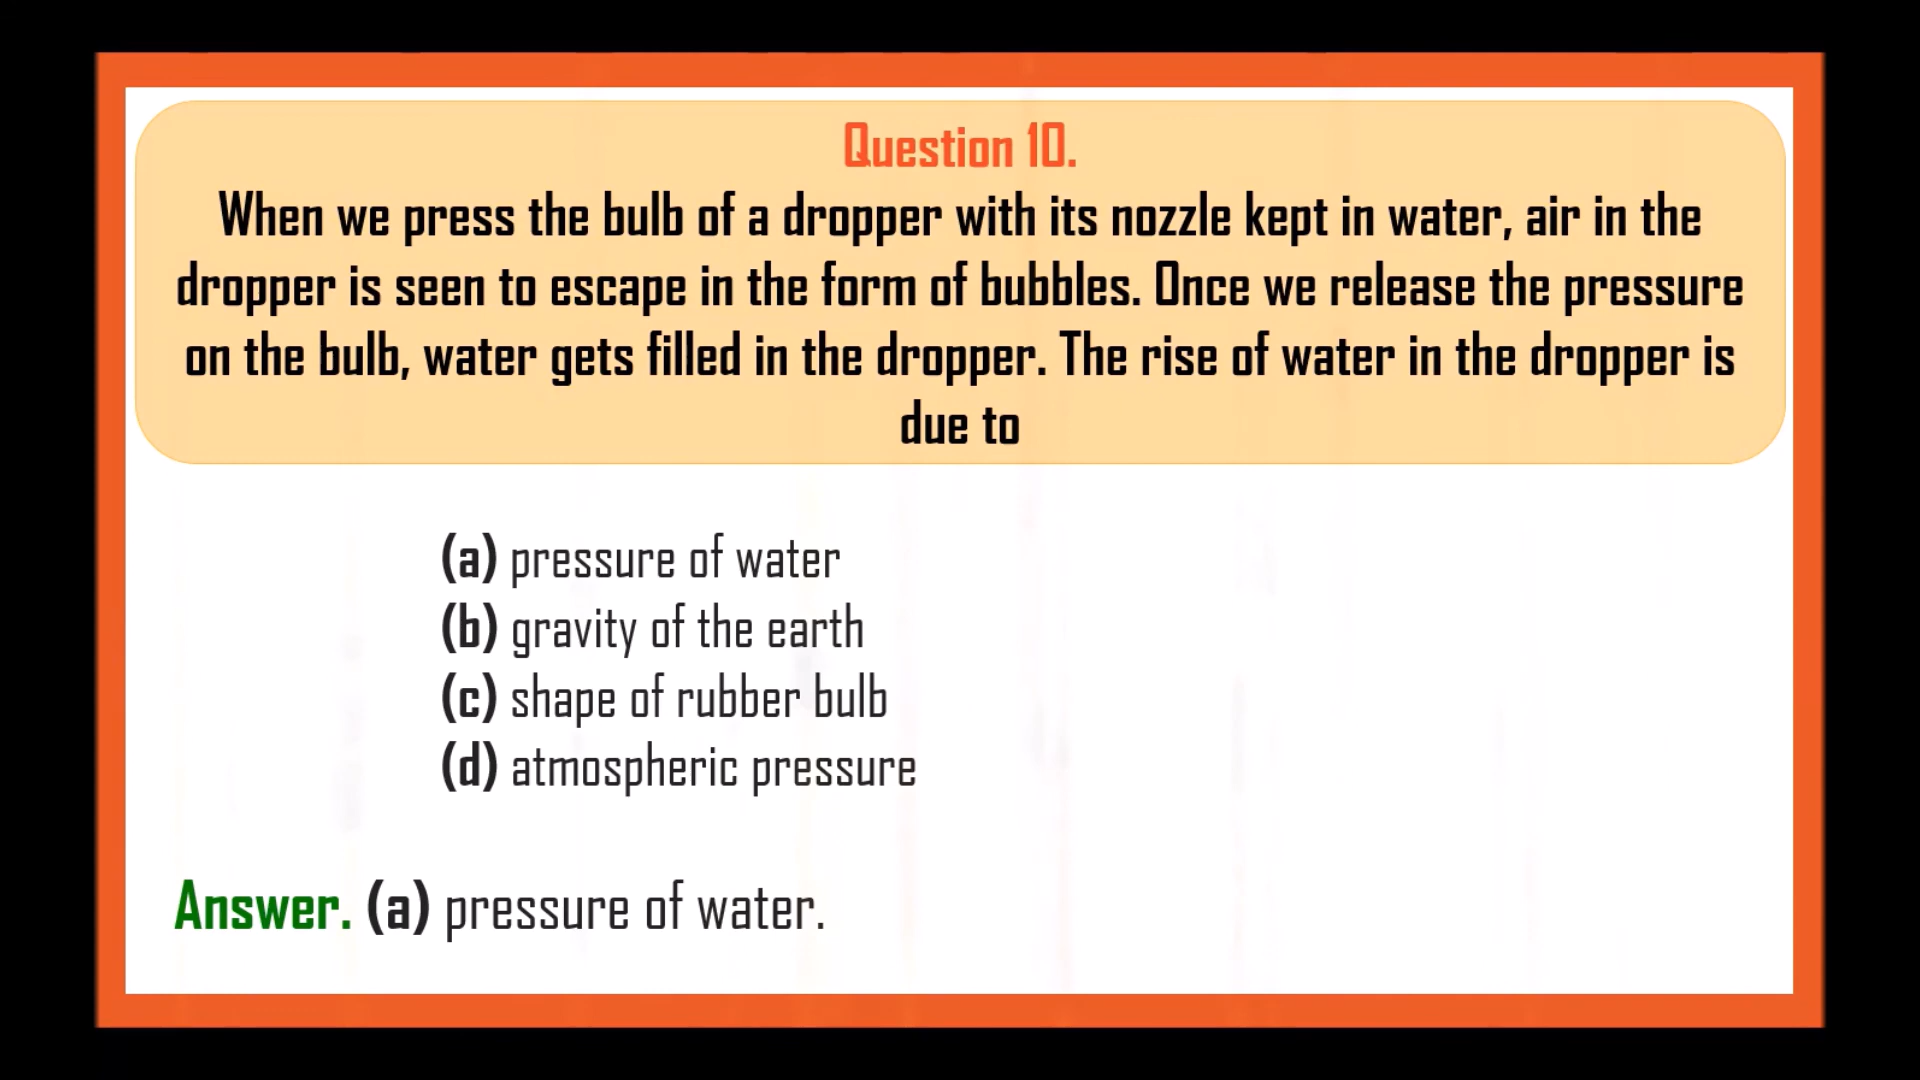 Question 10.
When we press the bulb of a dropper with its nozzle kept in water, air in the
dropper is seen to escape in the form of bubbles. Once we release the pressure
on the bulb, water gets filled in the dropper. The rise of water in the dropper is
due to
(a) pressure of water
(b) gravity of the earth
(c) shape of rubber bulb
(d) atmospheric pressure
Answer. (a) pressure of water.